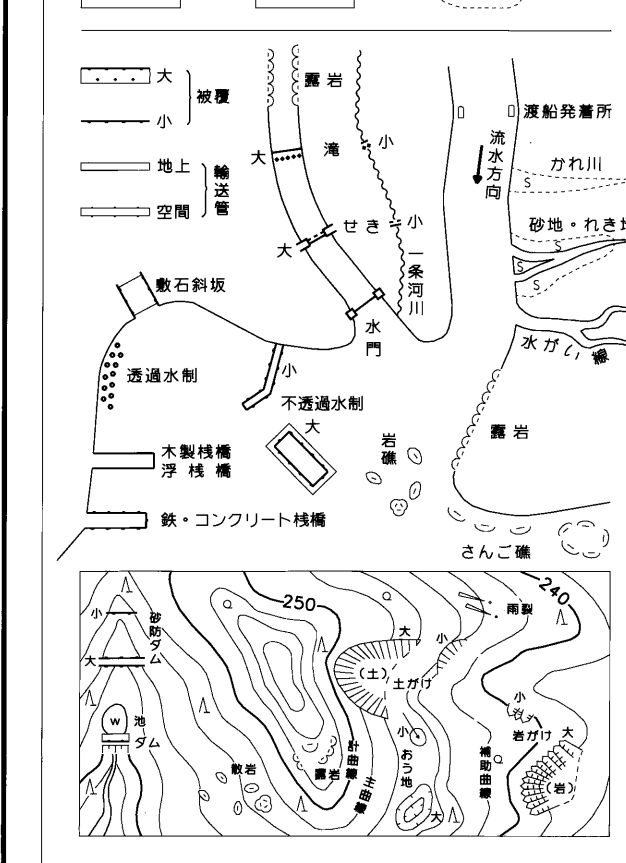 大
小
被覆
地上
空間
輸送管
露岩
滝
大
小
せき
小
大
一条河川
水門
渡船発着所
流水方向
かれ川
S
砂地・れき地
S
S
S
水がい線
敷石斜坂
透過水制
小
不透過水制
大
木製桟橋
浮桟橋
鉄・コンクリート桟橋
岩礁
露岩
さんご礁
小
砂防ダム
大
W
池
ダム
250
240
雨裂
大
小
(土)
土がけ
小
岩がけ
大
(岩)
小
おう地
大
散岩
露岩
計曲線
主曲線
補助曲線